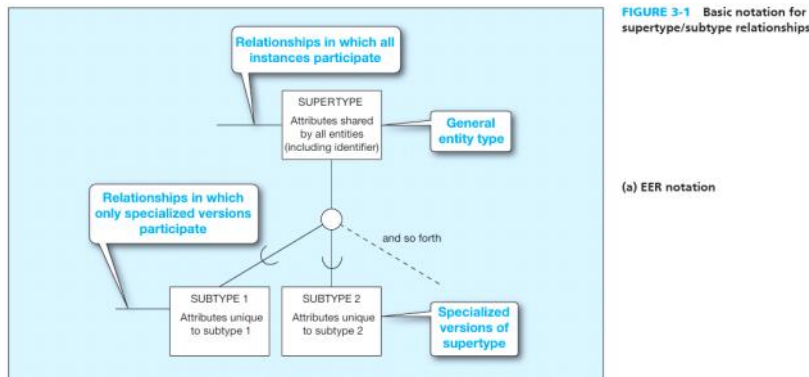 FIGURE 3-1 Basic notation for
supertype/subtype relationships
Relationships in which all
instances participate
SUPERTYPE
Attributes shared
by all entities
(including identifier)
General
entity type
(a) EER notation
Relationships in which
only specialized versions
participate
and so forth
SUBTYPE 1
Attributes unique
to subtype 1
SUBTYPE 2
Attributes unique
to subtype 2
Specialized
versions of
supertype